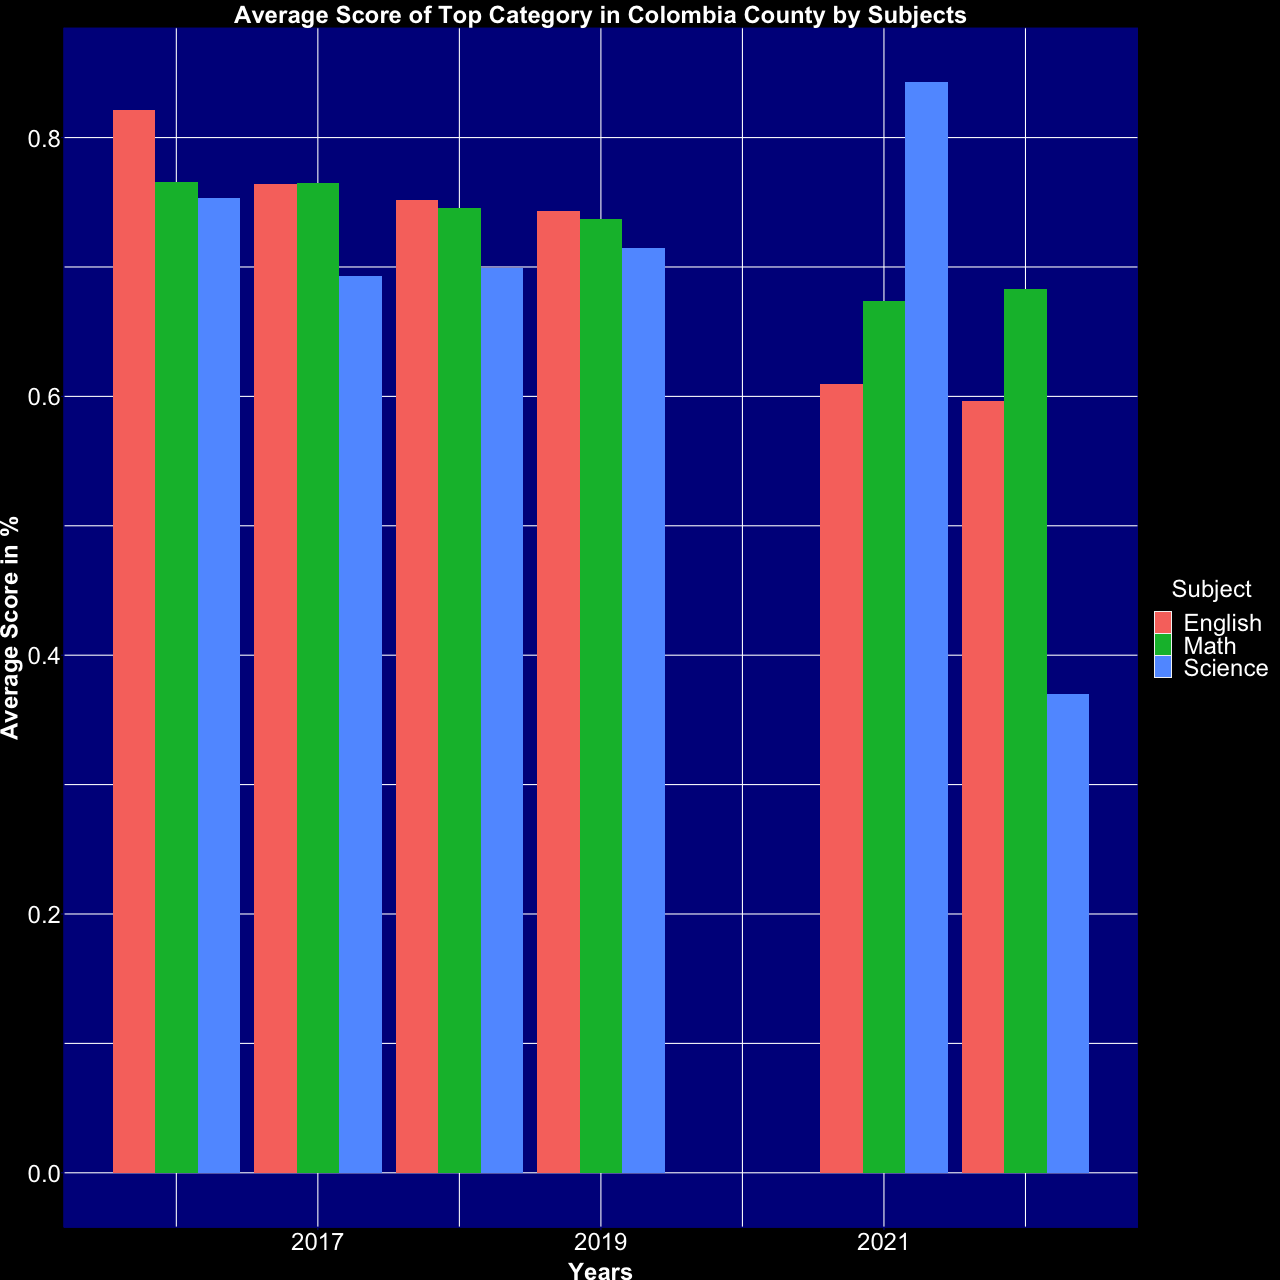 Average Score of Top Category in Colombia County by Subjects
Average Score in %
0.8
0.6
0.4
0.2
0.0
2017
2019
2021
Years
Subject
English
Math
Science